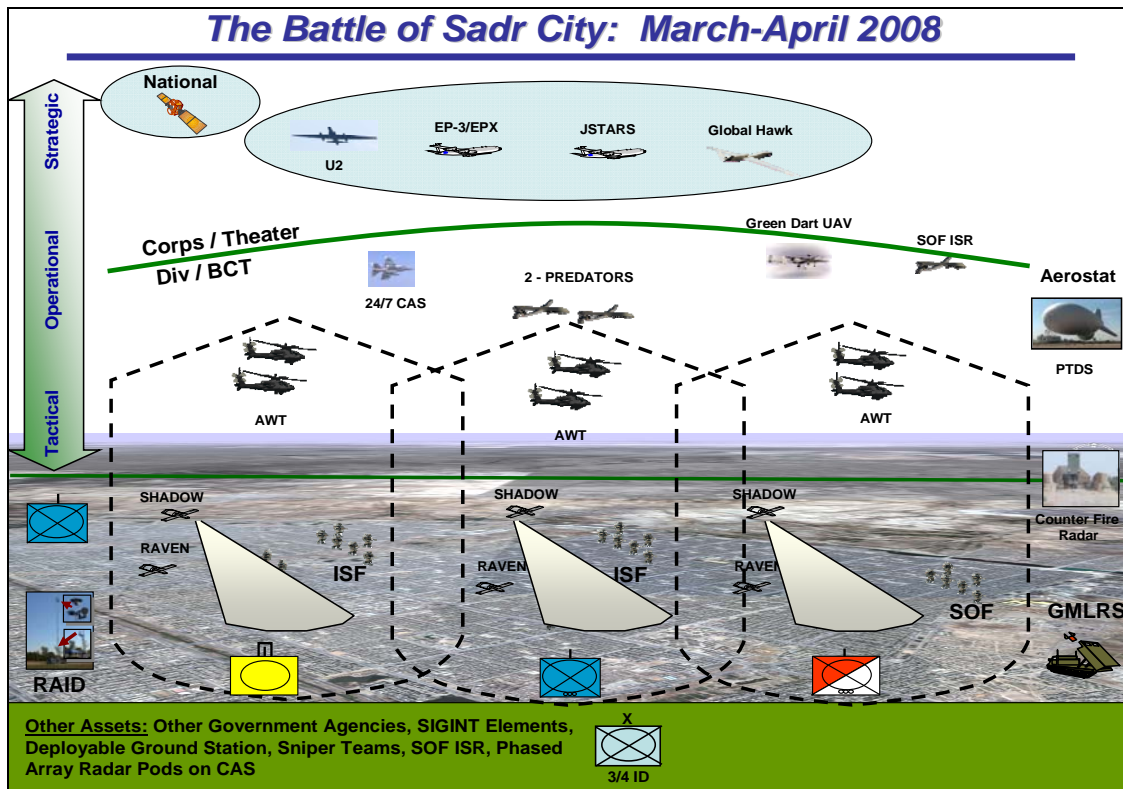 The Battle of Sadr City: March-April 2008
Strategic
Operational
Tactical
National
U2
EP-3/EPX
JSTARS
Global Hawk
Corps / Theater
Div / BCT
24/7 CAS
2 - PREDATORS
Green Dart UAV
SOF ISR
Aerostat
PTDS
AWT
AWT
AWT
SHADOW
SHADOW
SHADOW
RAVEN
RAVEN
RAVEN
ISF
ISF
SOF
Counter Fire
Radar
GMLRS
RAID
I
I
I
Other Assets: Other Government Agencies, SIGINT Elements,
Deployable Ground Station, Sniper Teams, SOF ISR, Phased
Array Radar Pods on CAS
X
3/4 ID